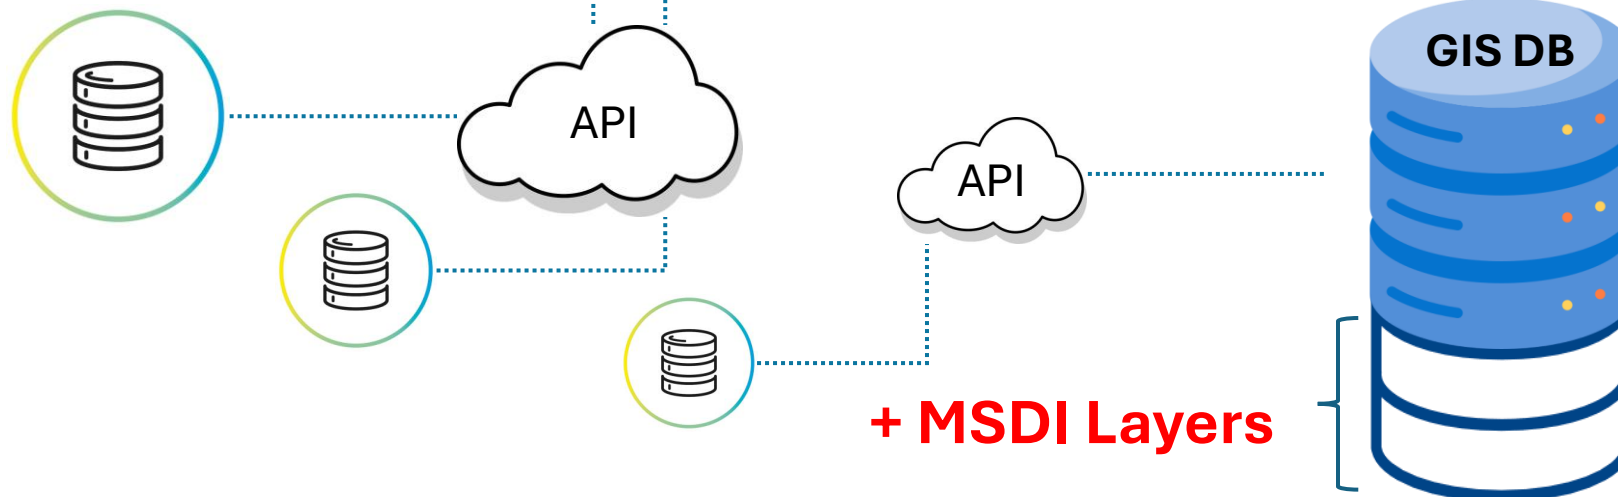 GIS DB
API
API
+ MSDI Layers